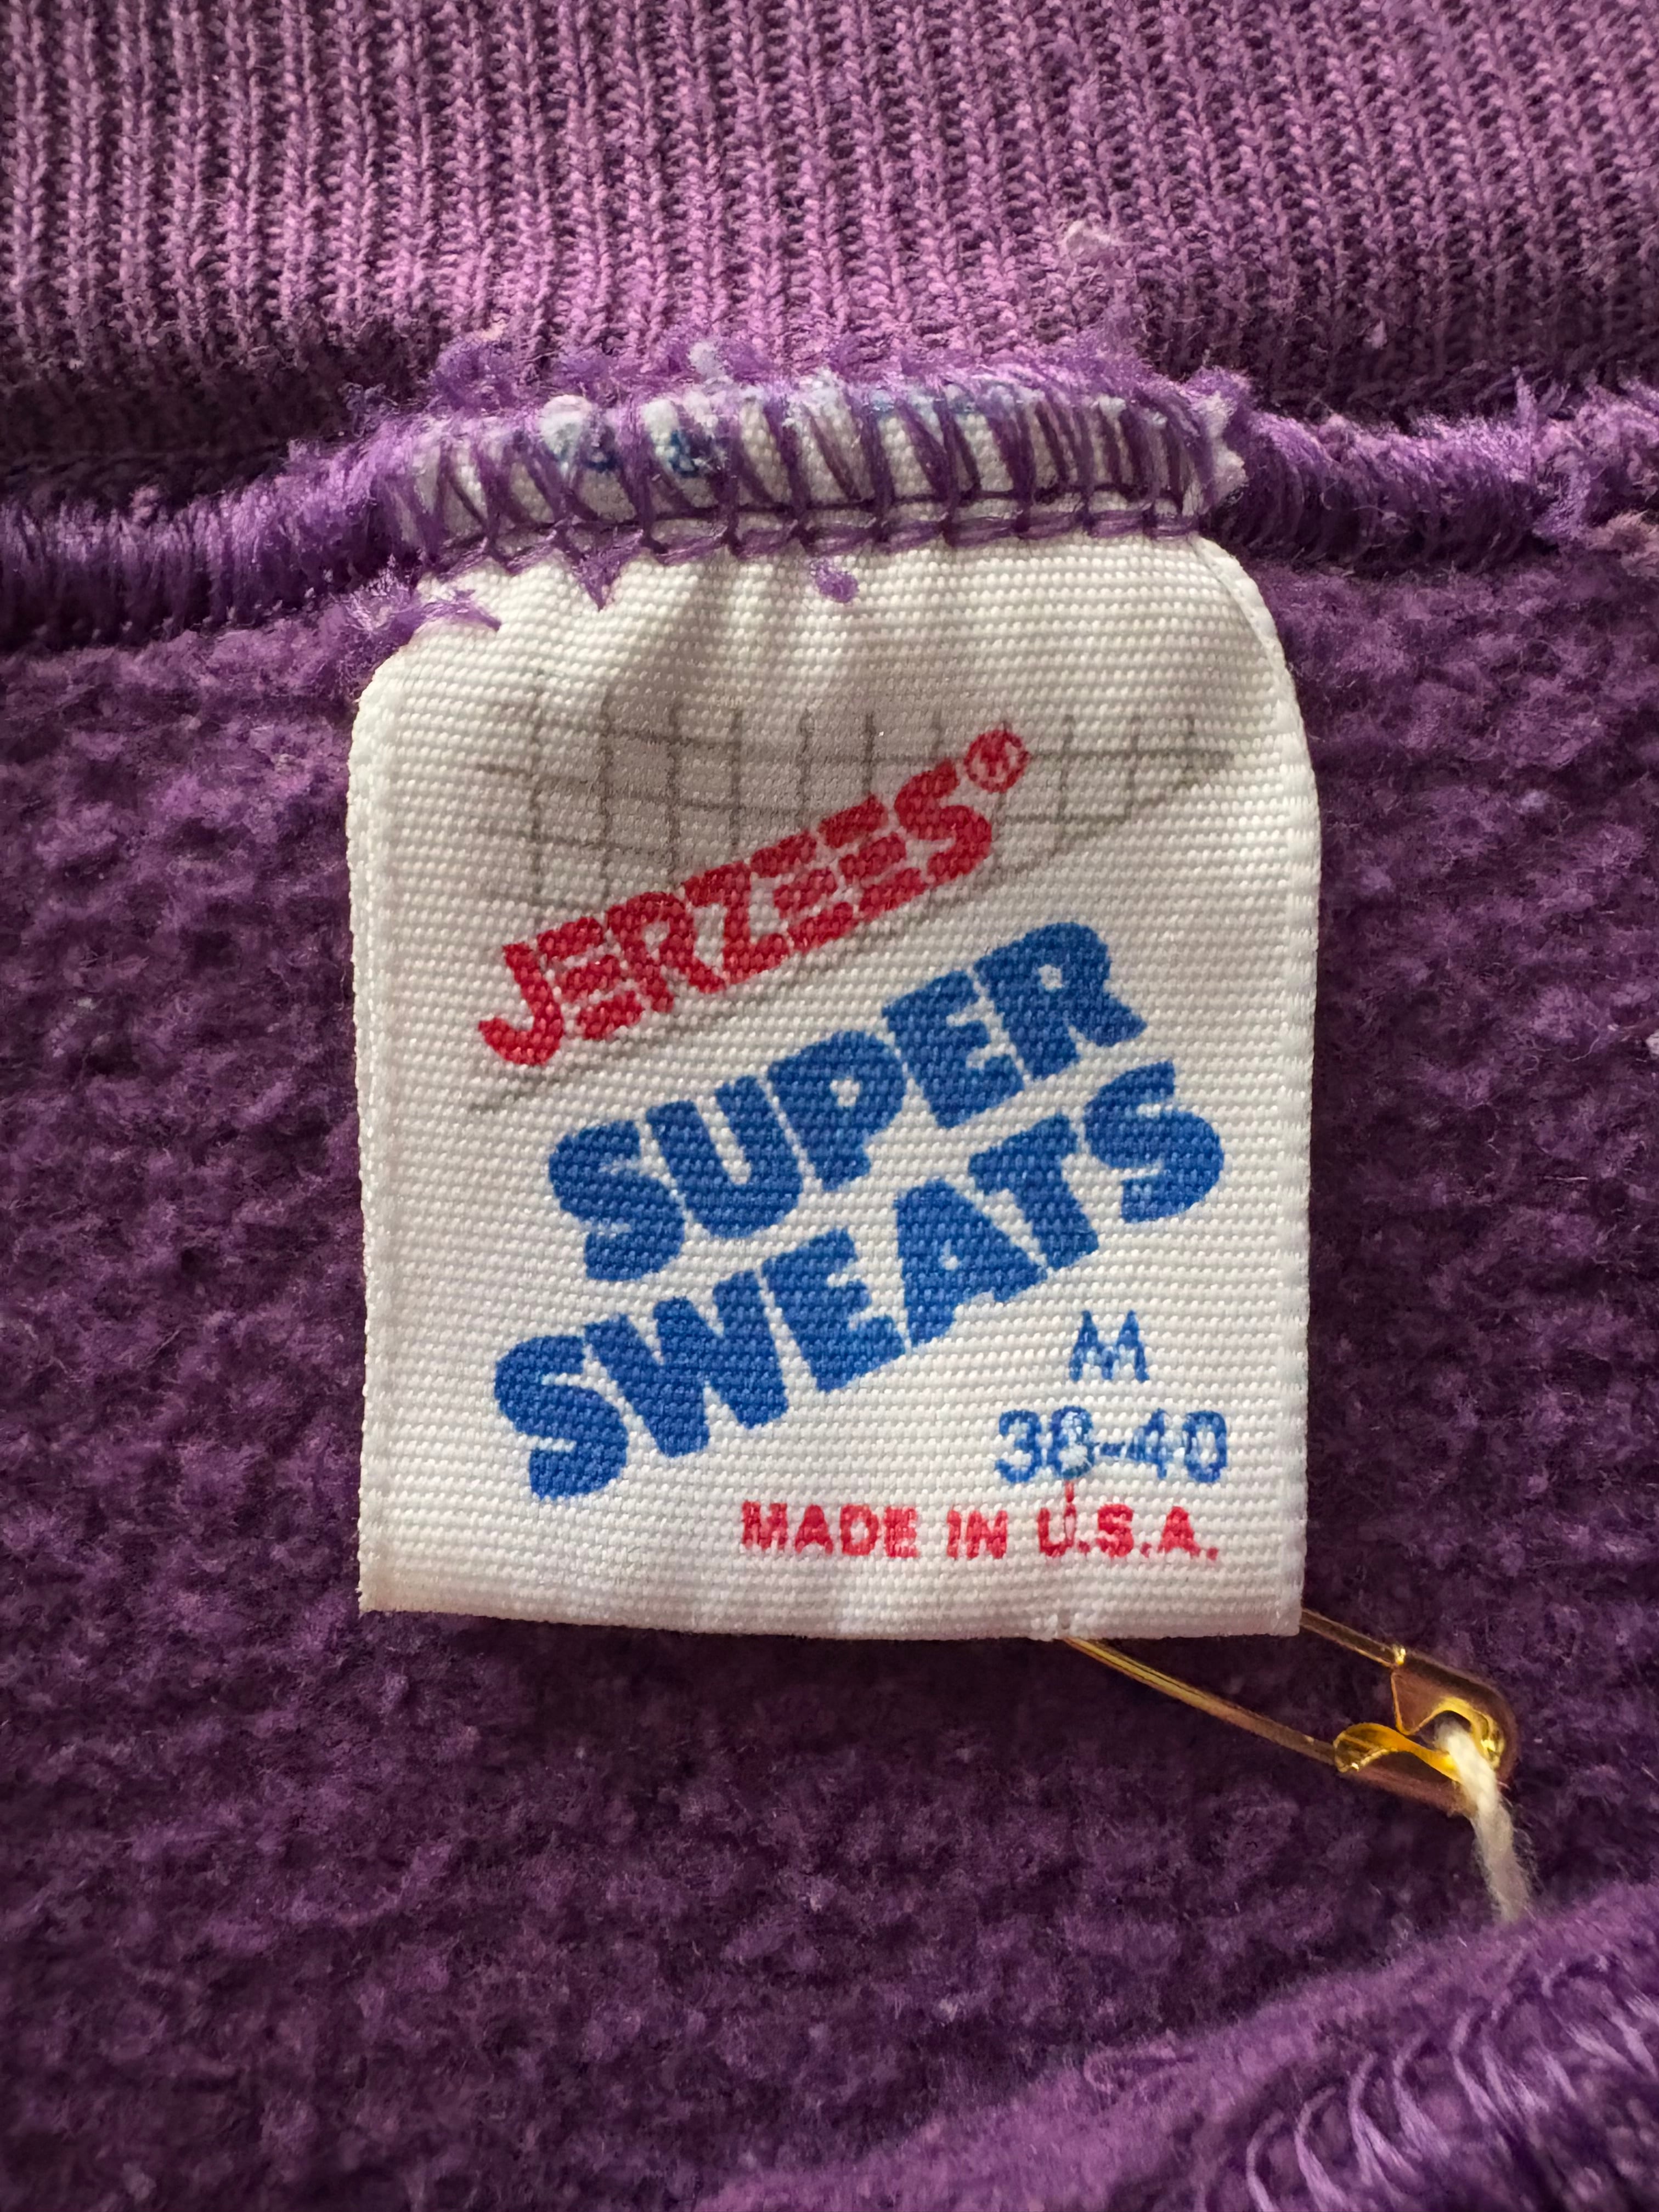 JERZEES®
SUPER
SWEATS
M
38-40
MADE IN U.S.A.